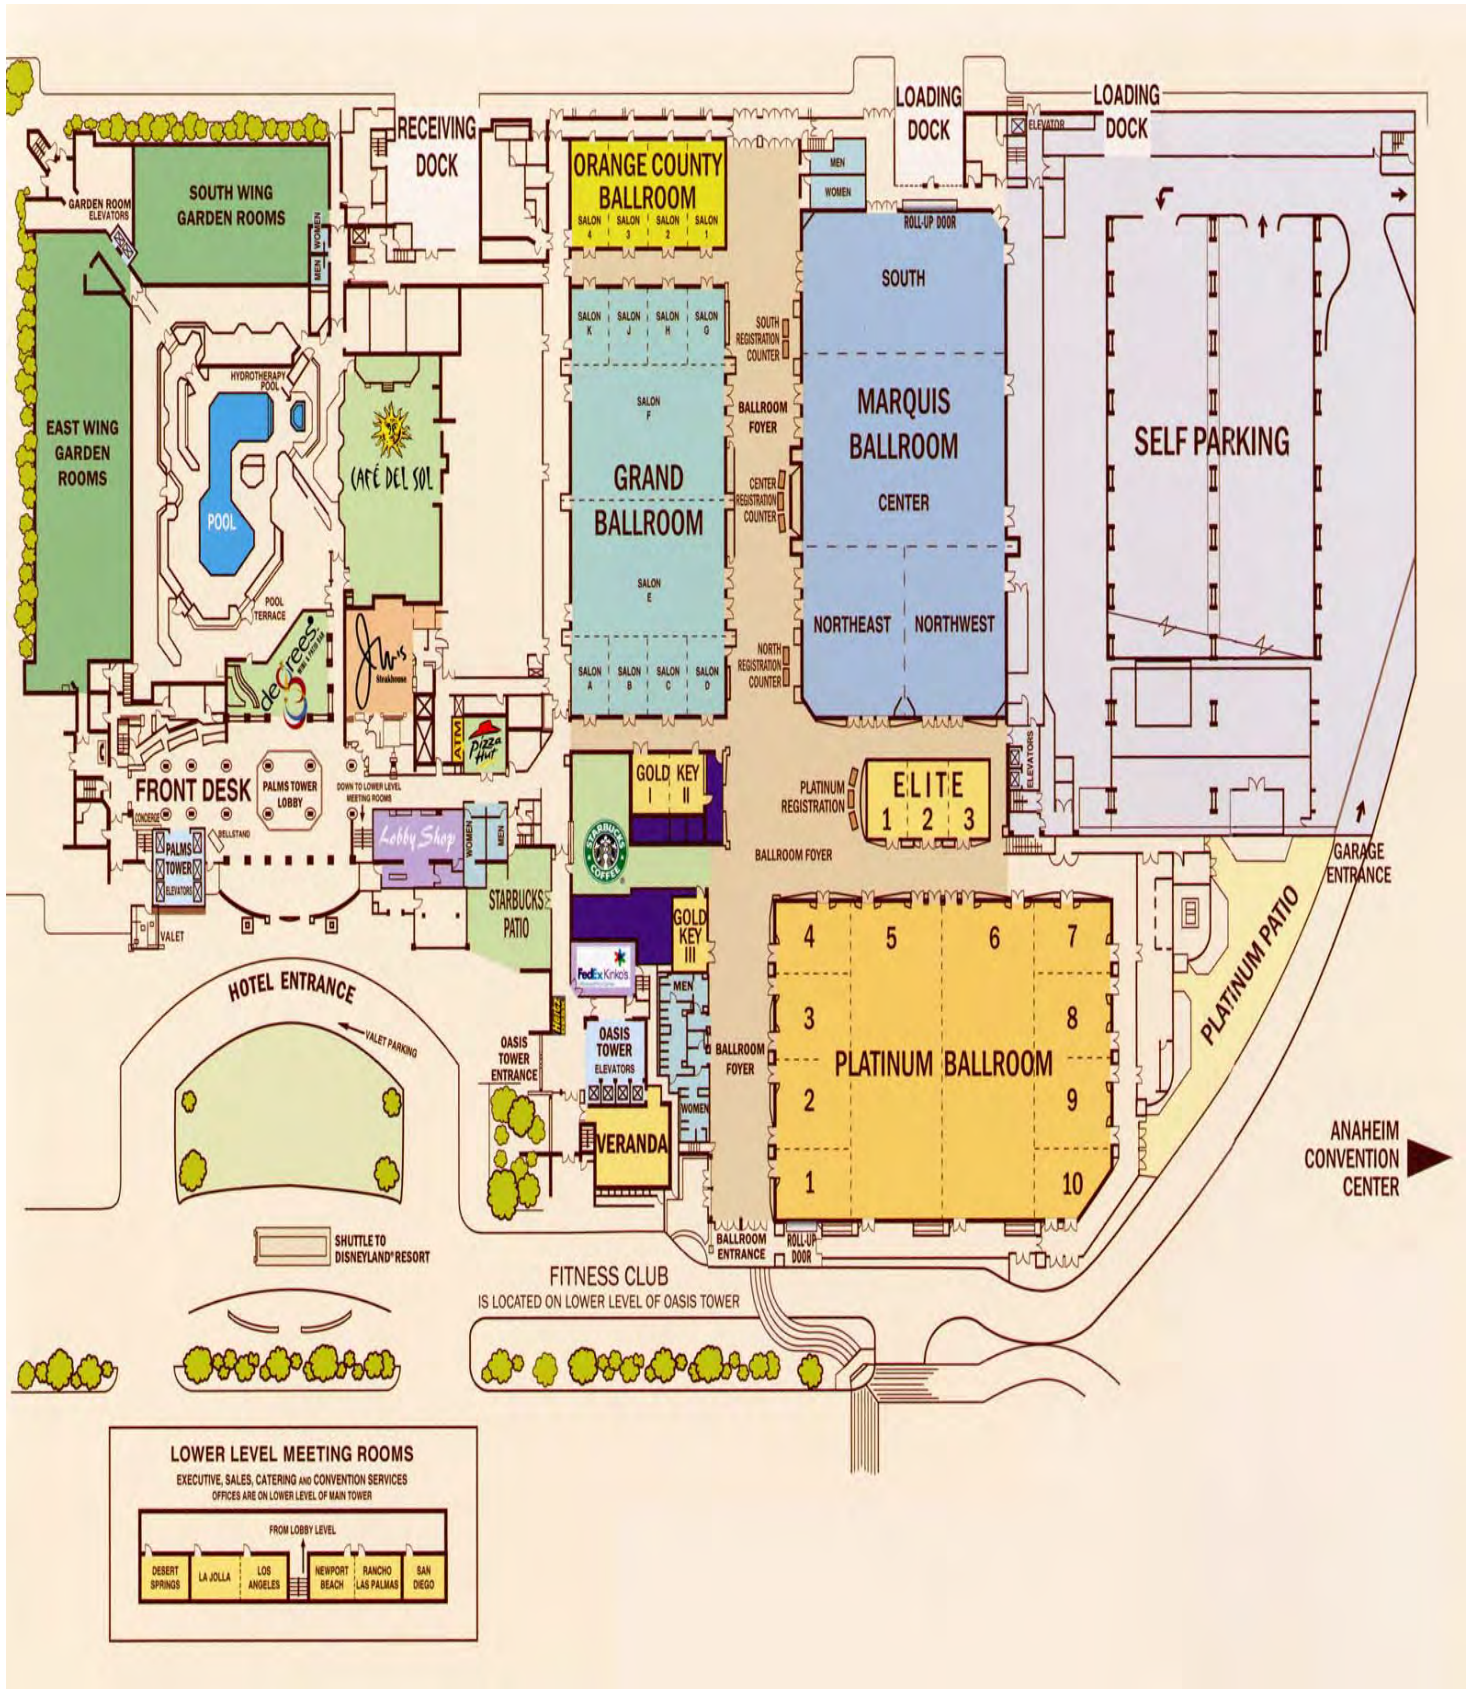 LOADING
DOCK
LOADING
DOCK
RECEIVING
DOCK
ELEVATOR
ORANGE COUNTY
BALLROOM
SALON
4
SALON
3
SALON
2
SALON
1
MEN
WOMEN
ROLL-UP DOOR
GARDEN ROOM
ELEVATORS
SOUTH WING
GARDEN ROOMS
WOMEN
MEN
EAST WING
GARDEN
ROOMS
HYDROTHERAPY
POOL
POOL
POOL
TERRACE
CAFÉ DEL SOL
degrees°
WINE & PATIO BAR
JW's
Steakhouse
SALON
K
SALON
J
SALON
H
SALON
G
SALON
F
GRAND
BALLROOM
SALON
E
SALON
A
SALON
B
SALON
C
SALON
D
SOUTH
REGISTRATION
COUNTER
BALLROOM
FOYER
CENTER
REGISTRATION
COUNTER
NORTH
REGISTRATION
COUNTER
SOUTH
MARQUIS
BALLROOM
CENTER
NORTHEAST
NORTHWEST
SELF PARKING
ATM
Pizza
Hut
FRONT DESK
PALMS TOWER
LOBBY
DOWN TO LOWER LEVEL
MEETING ROOMS
CONCIERGE
BELLSTAND
PALMS
TOWER
ELEVATORS
VALET
Lobby Shop
WOMEN
MEN
STARBUCKS
PATIO
STARBUCKS
COFFEE
GOLD KEY
I II
PLATINUM
REGISTRATION
ELITE
1 2 3
ELEVATORS
BALLROOM FOYER
GARAGE
ENTRANCE
PLATINUM PATIO
GOLD
KEY
III
FedEx Kinko's
Hertz
MEN
WOMEN
OASIS
TOWER
ELEVATORS
OASIS
TOWER
ENTRANCE
VERANDA
BALLROOM
FOYER
4 5 6 7
3 8
PLATINUM BALLROOM
2 9
1 10
HOTEL ENTRANCE
VALET PARKING
ANAHEIM
CONVENTION
CENTER
BALLROOM
ENTRANCE
ROLL-UP
DOOR
SHUTTLE TO
DISNEYLAND® RESORT
FITNESS CLUB
IS LOCATED ON LOWER LEVEL OF OASIS TOWER
LOWER LEVEL MEETING ROOMS
EXECUTIVE, SALES, CATERING AND CONVENTION SERVICES
OFFICES ARE ON LOWER LEVEL OF MAIN TOWER
FROM LOBBY LEVEL
DESERT
SPRINGS
LA JOLLA
LOS
ANGELES
NEWPORT
BEACH
RANCHO
LAS PALMAS
SAN
DIEGO